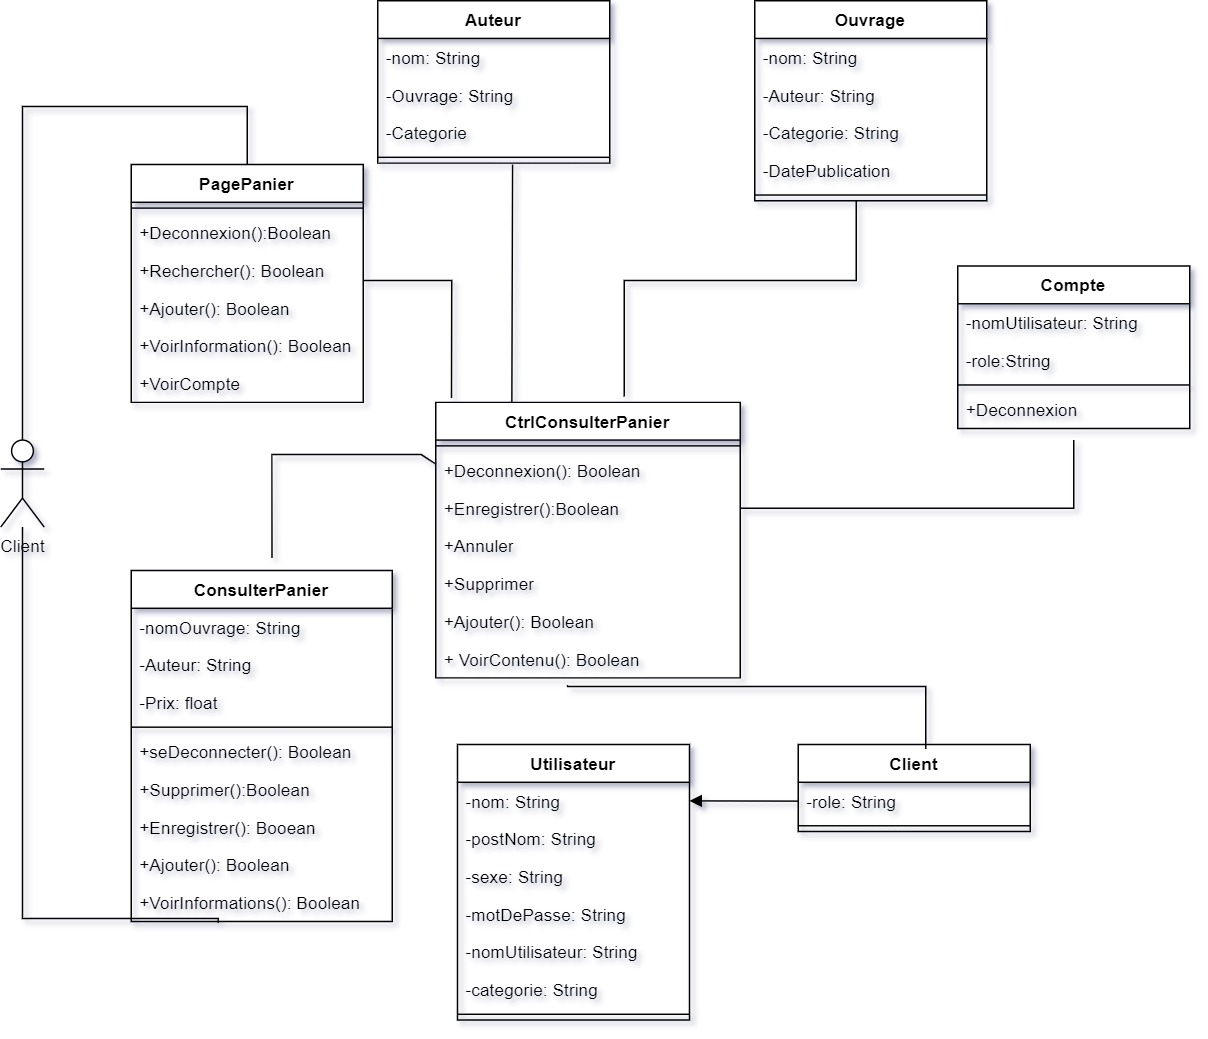 Auteur
-nom: String
-Ouvrage: String
-Categorie
Ouvrage
-nom: String
-Auteur: String
-Categorie: String
-DatePublication
PagePanier
+Deconnexion():Boolean
+Rechercher(): Boolean
+Ajouter(): Boolean
+VoirInformation(): Boolean
+VoirCompte
Compte
-nomUtilisateur: String
-role:String
+Deconnexion
CtrlConsulterPanier
+Deconnexion(): Boolean
+Enregistrer():Boolean
+Annuler
+Supprimer
+Ajouter(): Boolean
+ VoirContenu(): Boolean
Client
ConsulterPanier
-nomOuvrage: String
-Auteur: String
-Prix: float
+seDeconnecter(): Boolean
+Supprimer():Boolean
+Enregistrer(): Booean
+Ajouter(): Boolean
+VoirInformations(): Boolean
Utilisateur
-nom: String
-postNom: String
-sexe: String
-motDePasse: String
-nomUtilisateur: String
-categorie: String
Client
-role: String